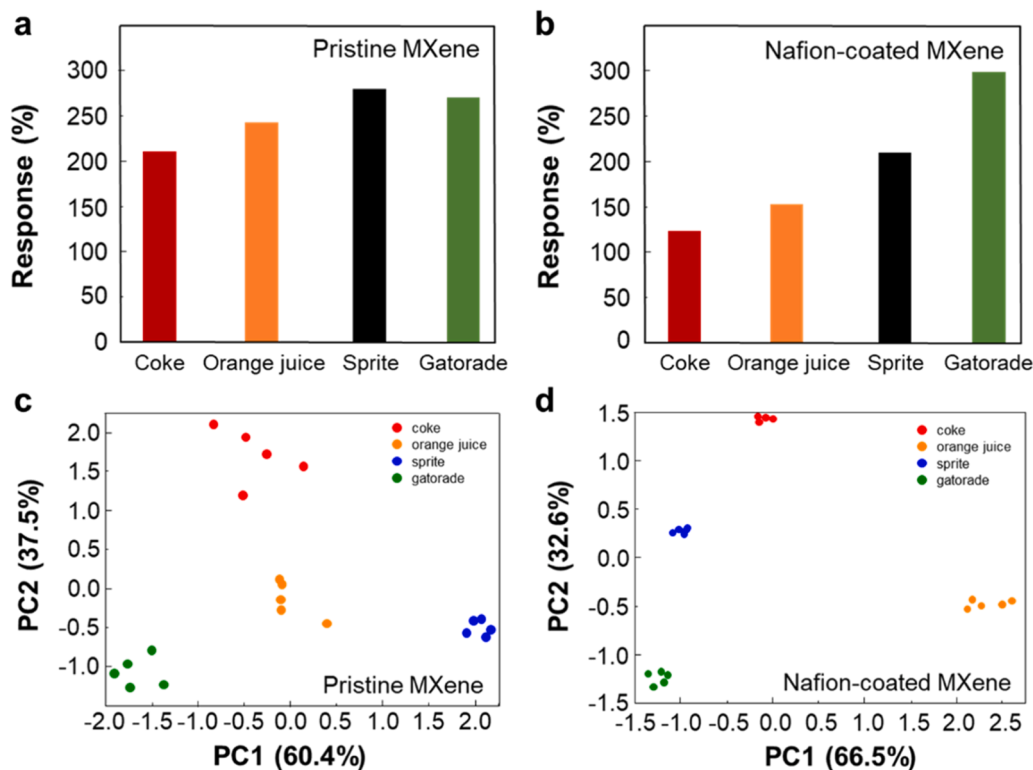 a
Pristine MXene
Response (%)
300
250
200
150
100
50
0
Coke Orange juice Sprite Gatorade
b
Nafion-coated MXene
Response (%)
300
250
200
150
100
50
0
Coke Orange juice Sprite Gatorade
c
coke
orange juice
sprite
gatorade
PC2 (37.5%)
2.0
1.5
1.0
0.5
0.0
-0.5
-1.0
Pristine MXene
-2.0 -1.5 -1.0 -0.5 0.0 0.5 1.0 1.5 2.0
PC1 (60.4%)
d
coke
orange juice
sprite
gatorade
PC2 (32.6%)
1.5
1.0
0.5
0.0
-0.5
-1.0
-1.5
Nafion-coated MXene
-1.5 -1.0 -0.5 0.0 0.5 1.0 1.5 2.0 2.5
PC1 (66.5%)